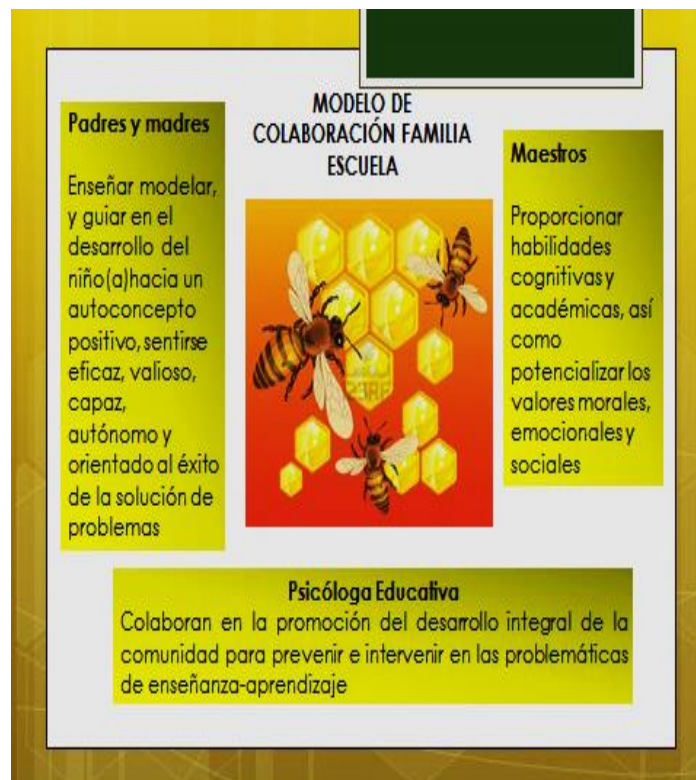 MODELO DE
COLABORACIÓN FAMILIA
ESCUELA
Padres y madres
Enseñar modelar,
y guiar en el
desarrollo del
niño(a)hacia un
autoconcepto
positivo, sentirse
eficaz, valioso,
capaz,
autónomo y
orientado al éxito
de la solución de
problemas
Maestros
Proporcionar
habilidades
cognitivas y
académicas, así
como
potencializar los
valores morales,
emocionales y
sociales
Psicóloga Educativa
Colaboran en la promoción del desarrollo integral de la
comunidad para prevenir e intervenir en las problemáticas
de enseñanza-aprendizaje